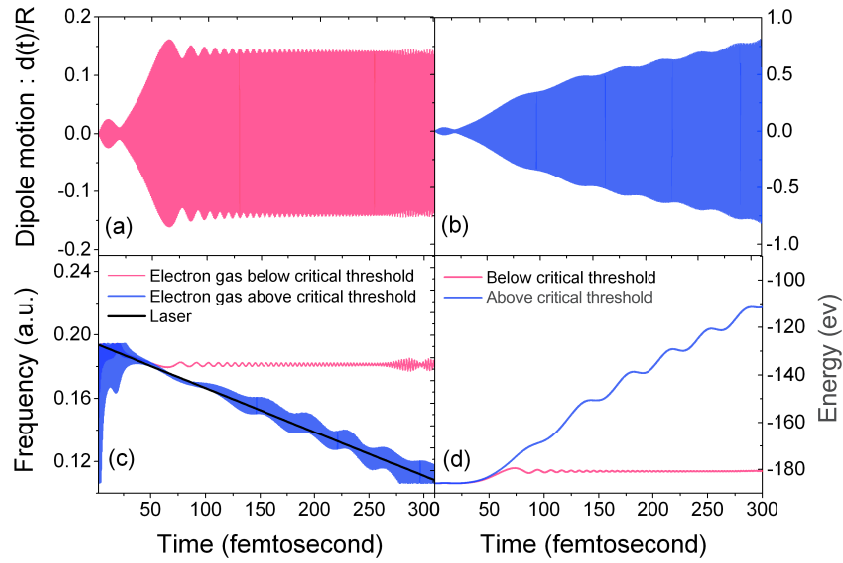 0.2
0.1
0.0
-0.1
-0.2
Dipole motion : d(t)/R
(a)
(b)
1.0
0.5
0.0
-0.5
-1.0
0.24
0.20
0.16
0.12
Frequency (a.u.)
Electron gas below critical threshold
Electron gas above critical threshold
Laser
(c)
Below critical threshold
Above critical threshold
(d)
-100
-120
-140
-160
-180
Energy (ev)
50 100 150 200 250 300
50 100 150 200 250 300
Time (femtosecond)
Time (femtosecond)